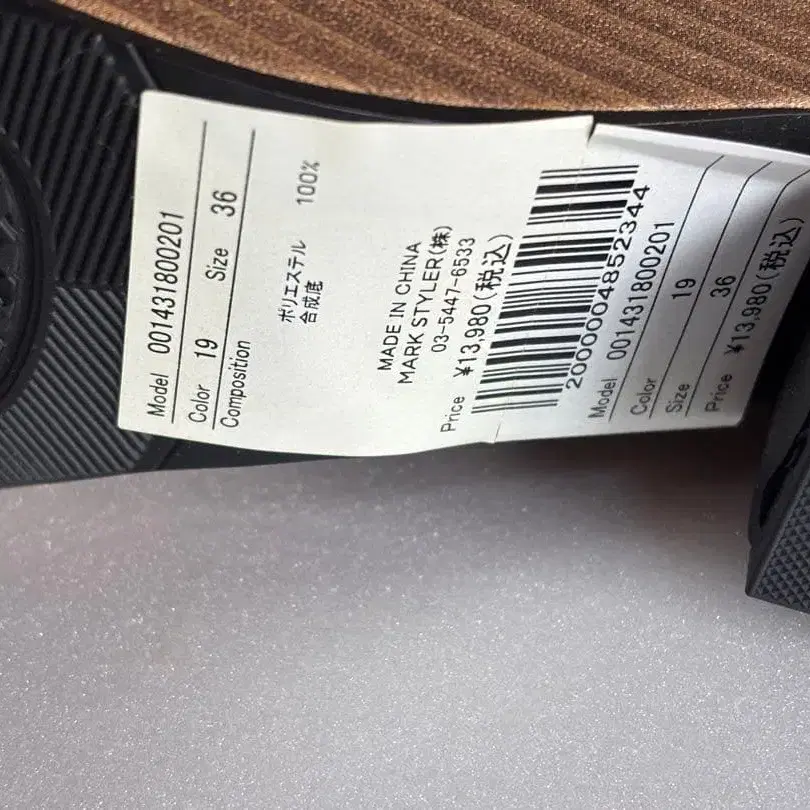 Model 001431800201
Color 19 Size 36
Composition
ポリエステル 100%
合成底
MADE IN CHINA
MARK STYLER(株)
03-5447-6533
Price ¥13,980(税込)
2000004852344
Model 001431800201
Color 19
Size 36
Price ¥13,980(税込)